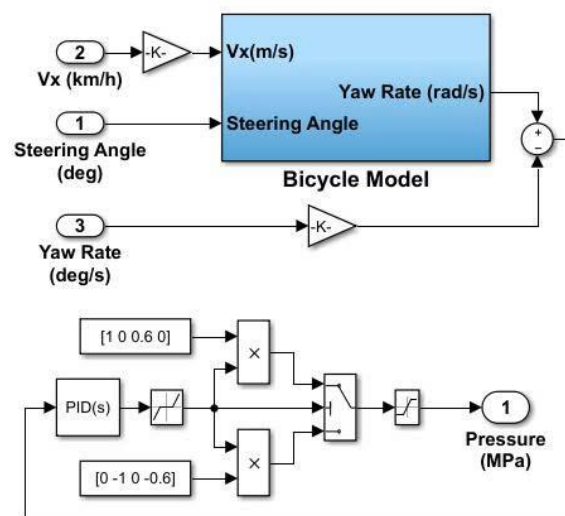 2
-K-
Vx (km/h)
Vx(m/s)
Yaw Rate (rad/s)
1
Steering Angle
Steering Angle
(deg)
Bicycle Model
+
−
3
-K-
Yaw Rate
(deg/s)
[1 0 0.6 0]
×
PID(s)
1
Pressure
(MPa)
×
[0 -1 0 -0.6]